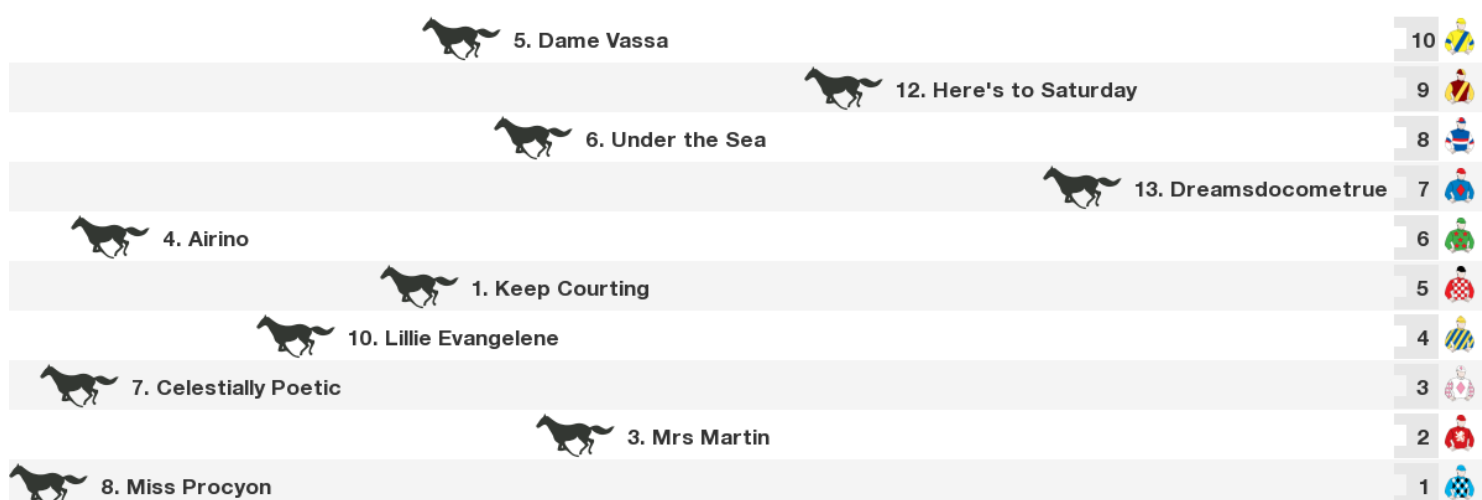 5. Dame Vassa 10
12. Here's to Saturday 9
6. Under the Sea 8
13. Dreamsdocometrue 7
4. Airino 6
1. Keep Courting 5
10. Lillie Evangelene 4
7. Celestially Poetic 3
3. Mrs Martin 2
8. Miss Procyon 1